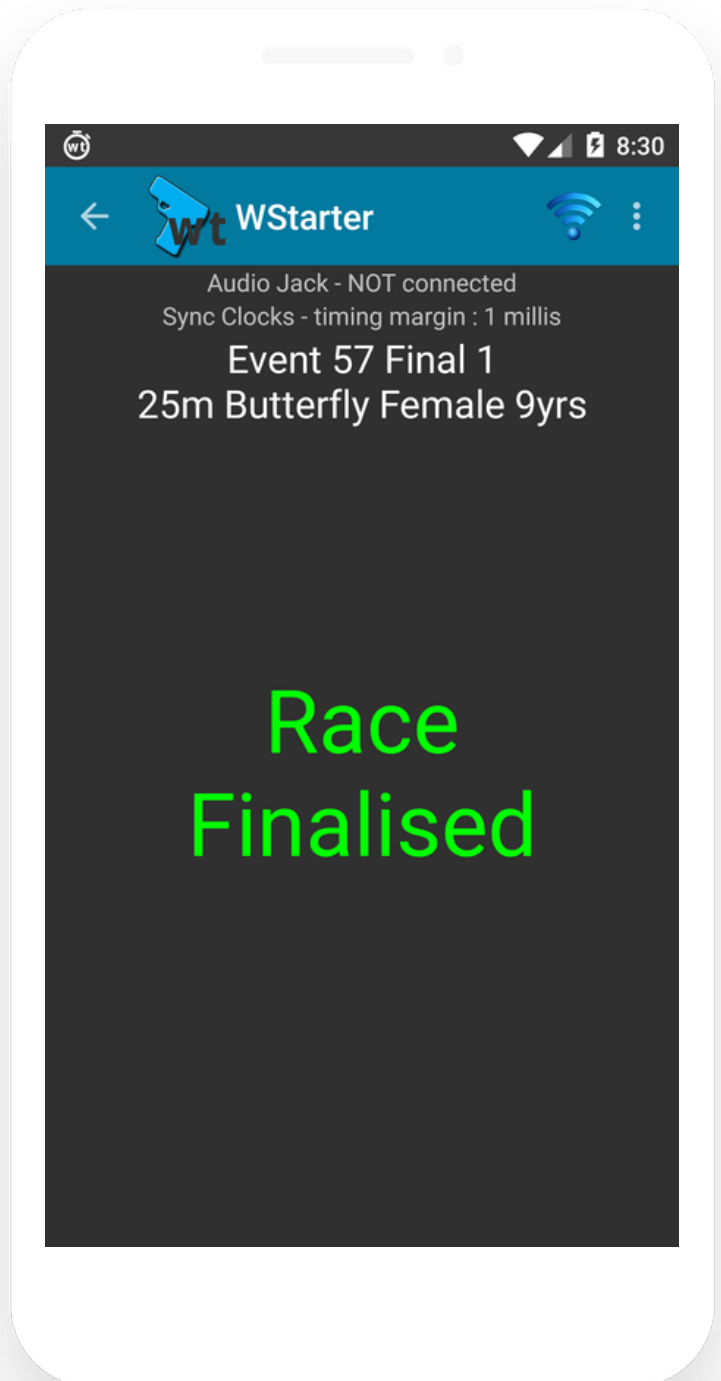 wt 8:30
wt WStarter
Audio Jack - NOT connected
Sync Clocks - timing margin : 1 millis
Event 57 Final 1
25m Butterfly Female 9yrs
Race
Finalised